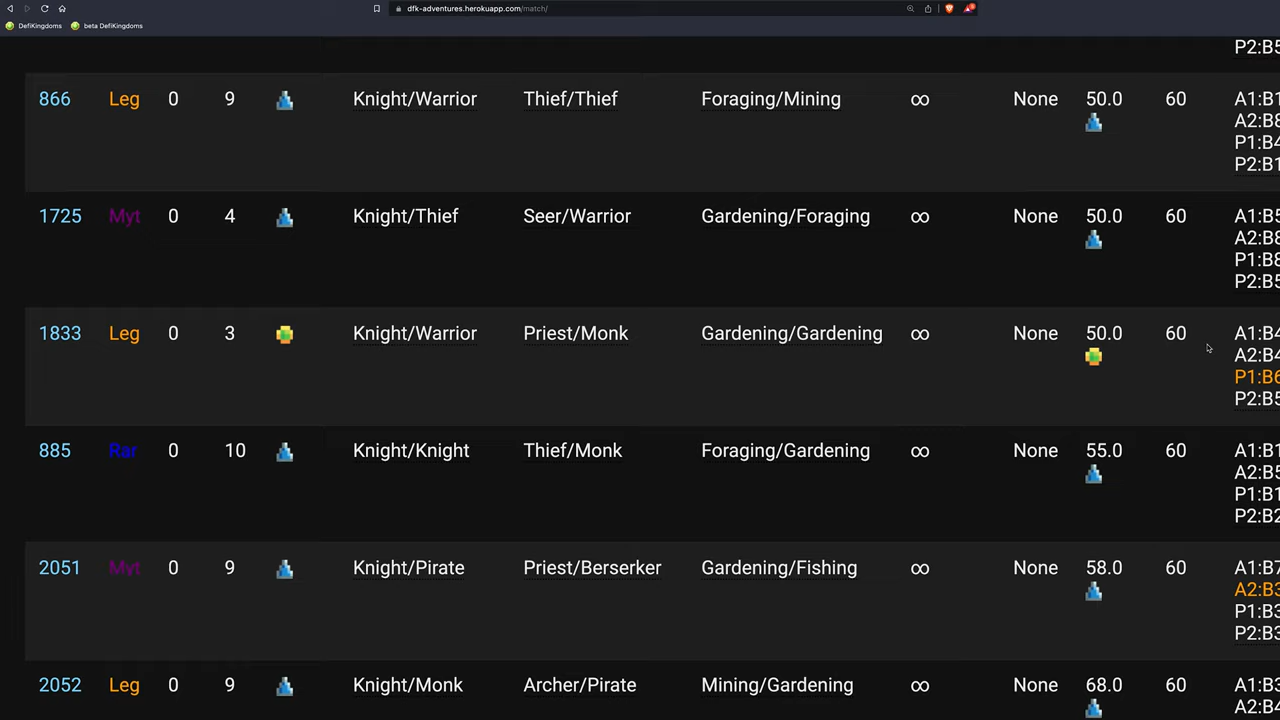 dfk-adventures.herokuapp.com/match/
DefiKingdoms beta DefiKingdoms
P2:B5
866 Leg 0 9 Knight/Warrior Thief/Thief Foraging/Mining ∞ None 50.0 60 A1:B1
A2:B8
P1:B4
P2:B1
1725 Myt 0 4 Knight/Thief Seer/Warrior Gardening/Foraging ∞ None 50.0 60 A1:B5
A2:B8
P1:B8
P2:B5
1833 Leg 0 3 Knight/Warrior Priest/Monk Gardening/Gardening ∞ None 50.0 60 A1:B4
A2:B4
P1:B6
P2:B5
885 Rar 0 10 Knight/Knight Thief/Monk Foraging/Gardening ∞ None 55.0 60 A1:B1
A2:B5
P1:B1
P2:B2
2051 Myt 0 9 Knight/Pirate Priest/Berserker Gardening/Fishing ∞ None 58.0 60 A1:B7
A2:B3
P1:B3
P2:B3
2052 Leg 0 9 Knight/Monk Archer/Pirate Mining/Gardening ∞ None 68.0 60 A1:B3
A2:B4